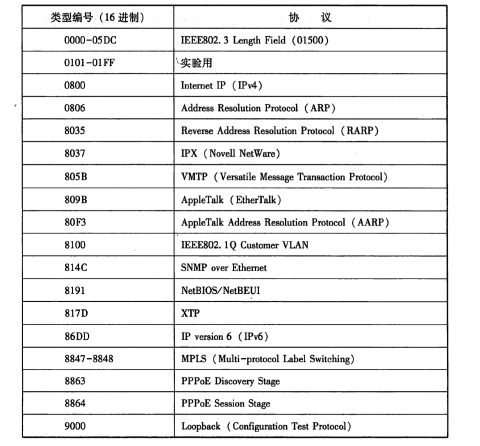 类型编号（16 进制） 协 议
0000-05DC IEEE802. 3 Length Field (01500)
0101-01FF 实验用
0800 Internet IP (IPv4)
0806 Address Resolution Protocol (ARP)
8035 Reverse Address Resolution Protocol (RARP)
8037 IPX (Novell NetWare)
805B VMTP (Versatile Message Transaction Protocol)
809B AppleTalk (EtherTalk)
80F3 AppleTalk Address Resolution Protocol (AARP)
8100 IEEE802. 1Q Customer VLAN
814C SNMP over Ethernet
8191 NetBIOS/NetBEUI
817D XTP
86DD IP version 6 (IPv6)
8847-8848 MPLS (Multi-protocol Label Switching)
8863 PPPoE Discovery Stage
8864 PPPoE Session Stage
9000 Loopback (Configuration Test Protocol)